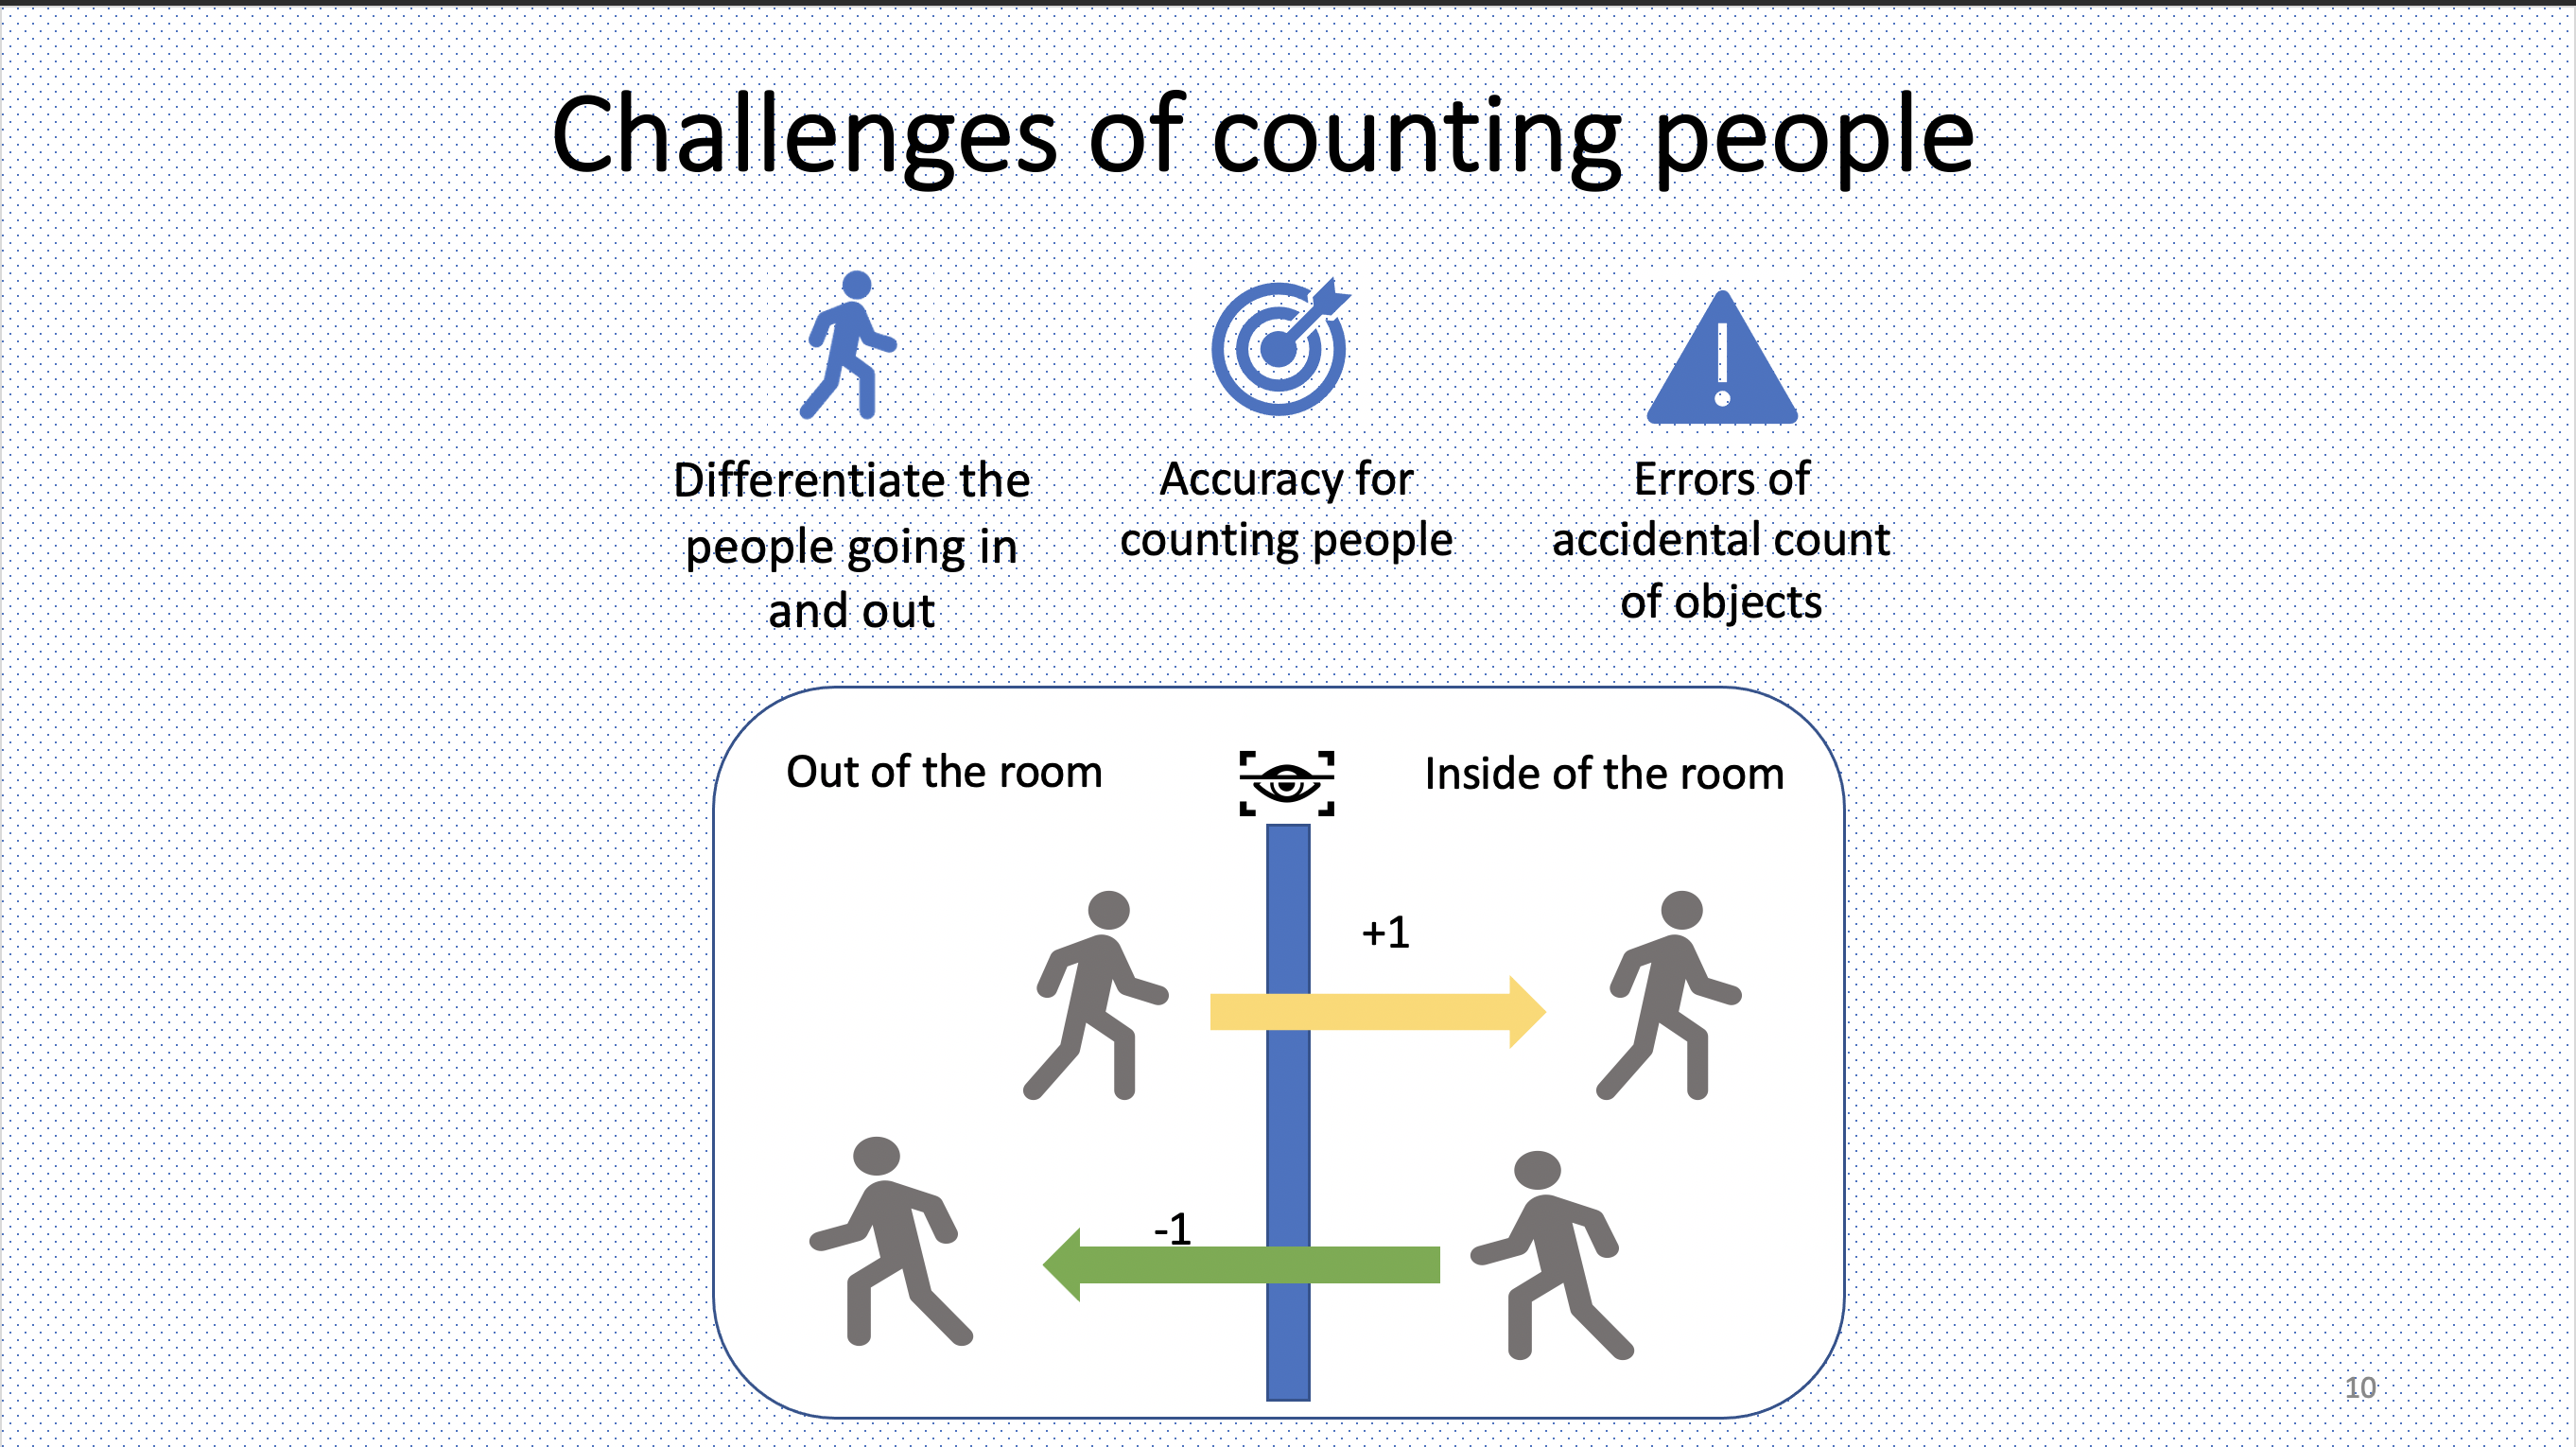 Challenges of counting people
Differentiate the
people going in
and out
Accuracy for
counting people
Errors of
accidental count
of objects
Out of the room
Inside of the room
+1
-1
10